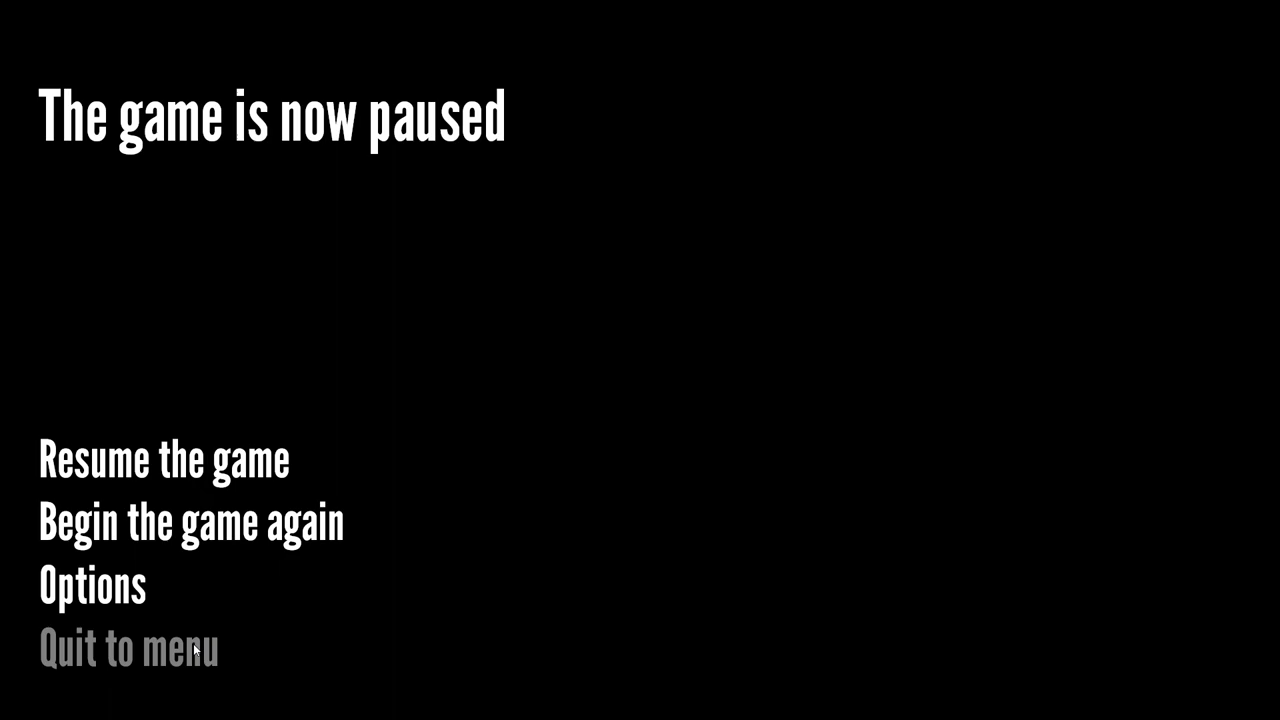 The game is now paused
Resume the game
Begin the game again
Options
Quit to menu